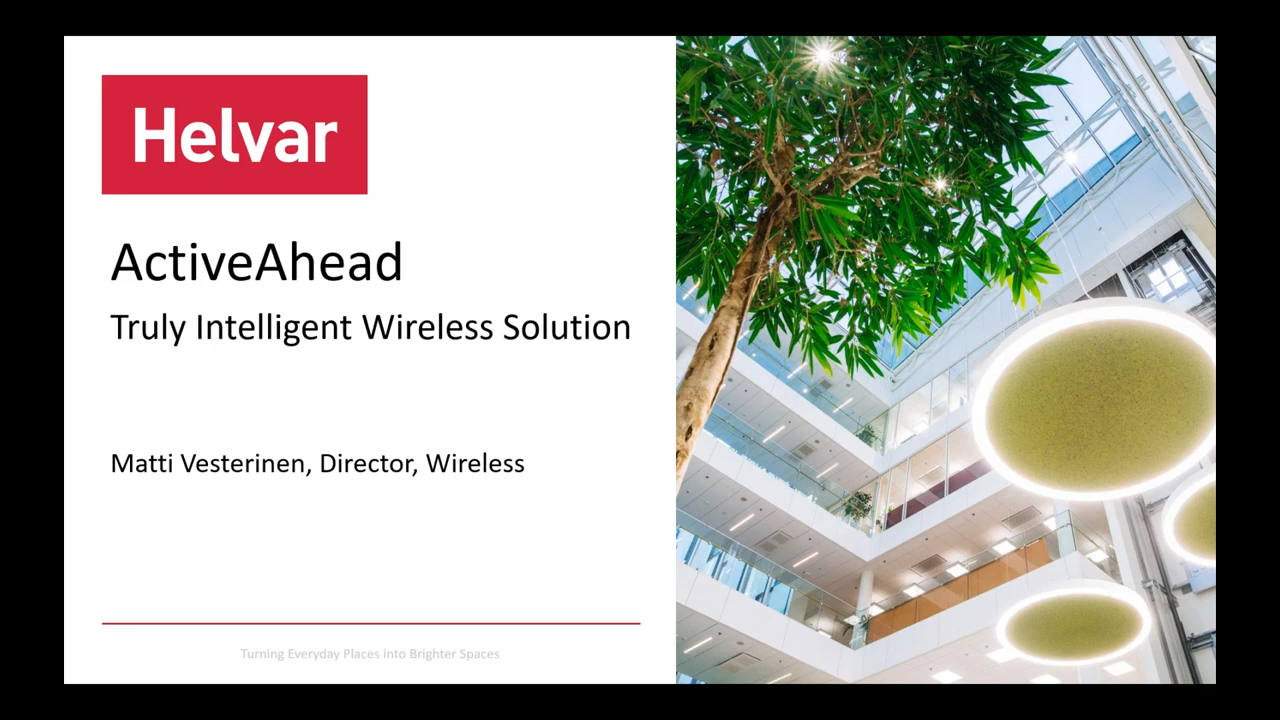 Helvar
ActiveAhead
Truly Intelligent Wireless Solution
Matti Vesterinen, Director, Wireless
Turning Everyday Places into Brighter Spaces